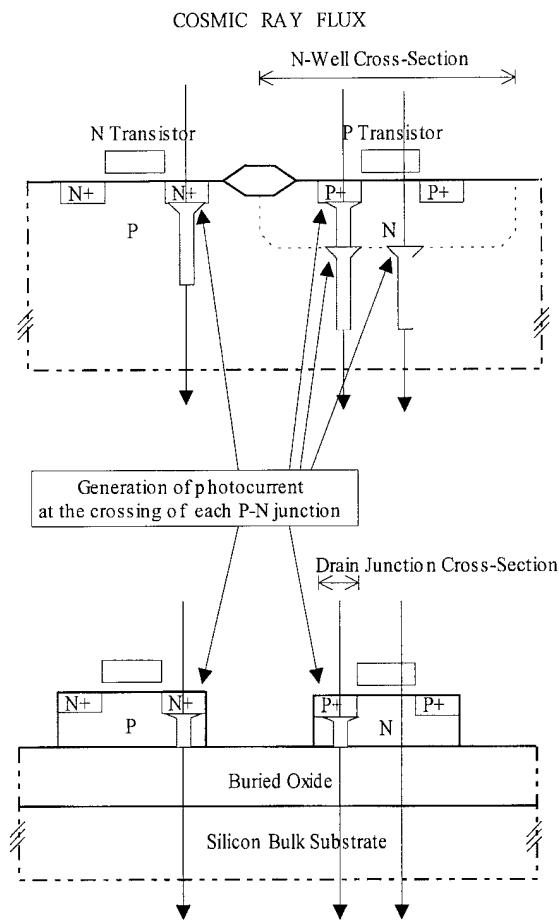 COSMIC RAY FLUX
N-Well Cross-Section
N Transistor
P Transistor
N+
N+
P+
P+
P
N
Generation of photocurrent
at the crossing of each P-N junction
Drain Junction Cross-Section
N+
N+
P+
P+
P
N
Buried Oxide
Silicon Bulk Substrate